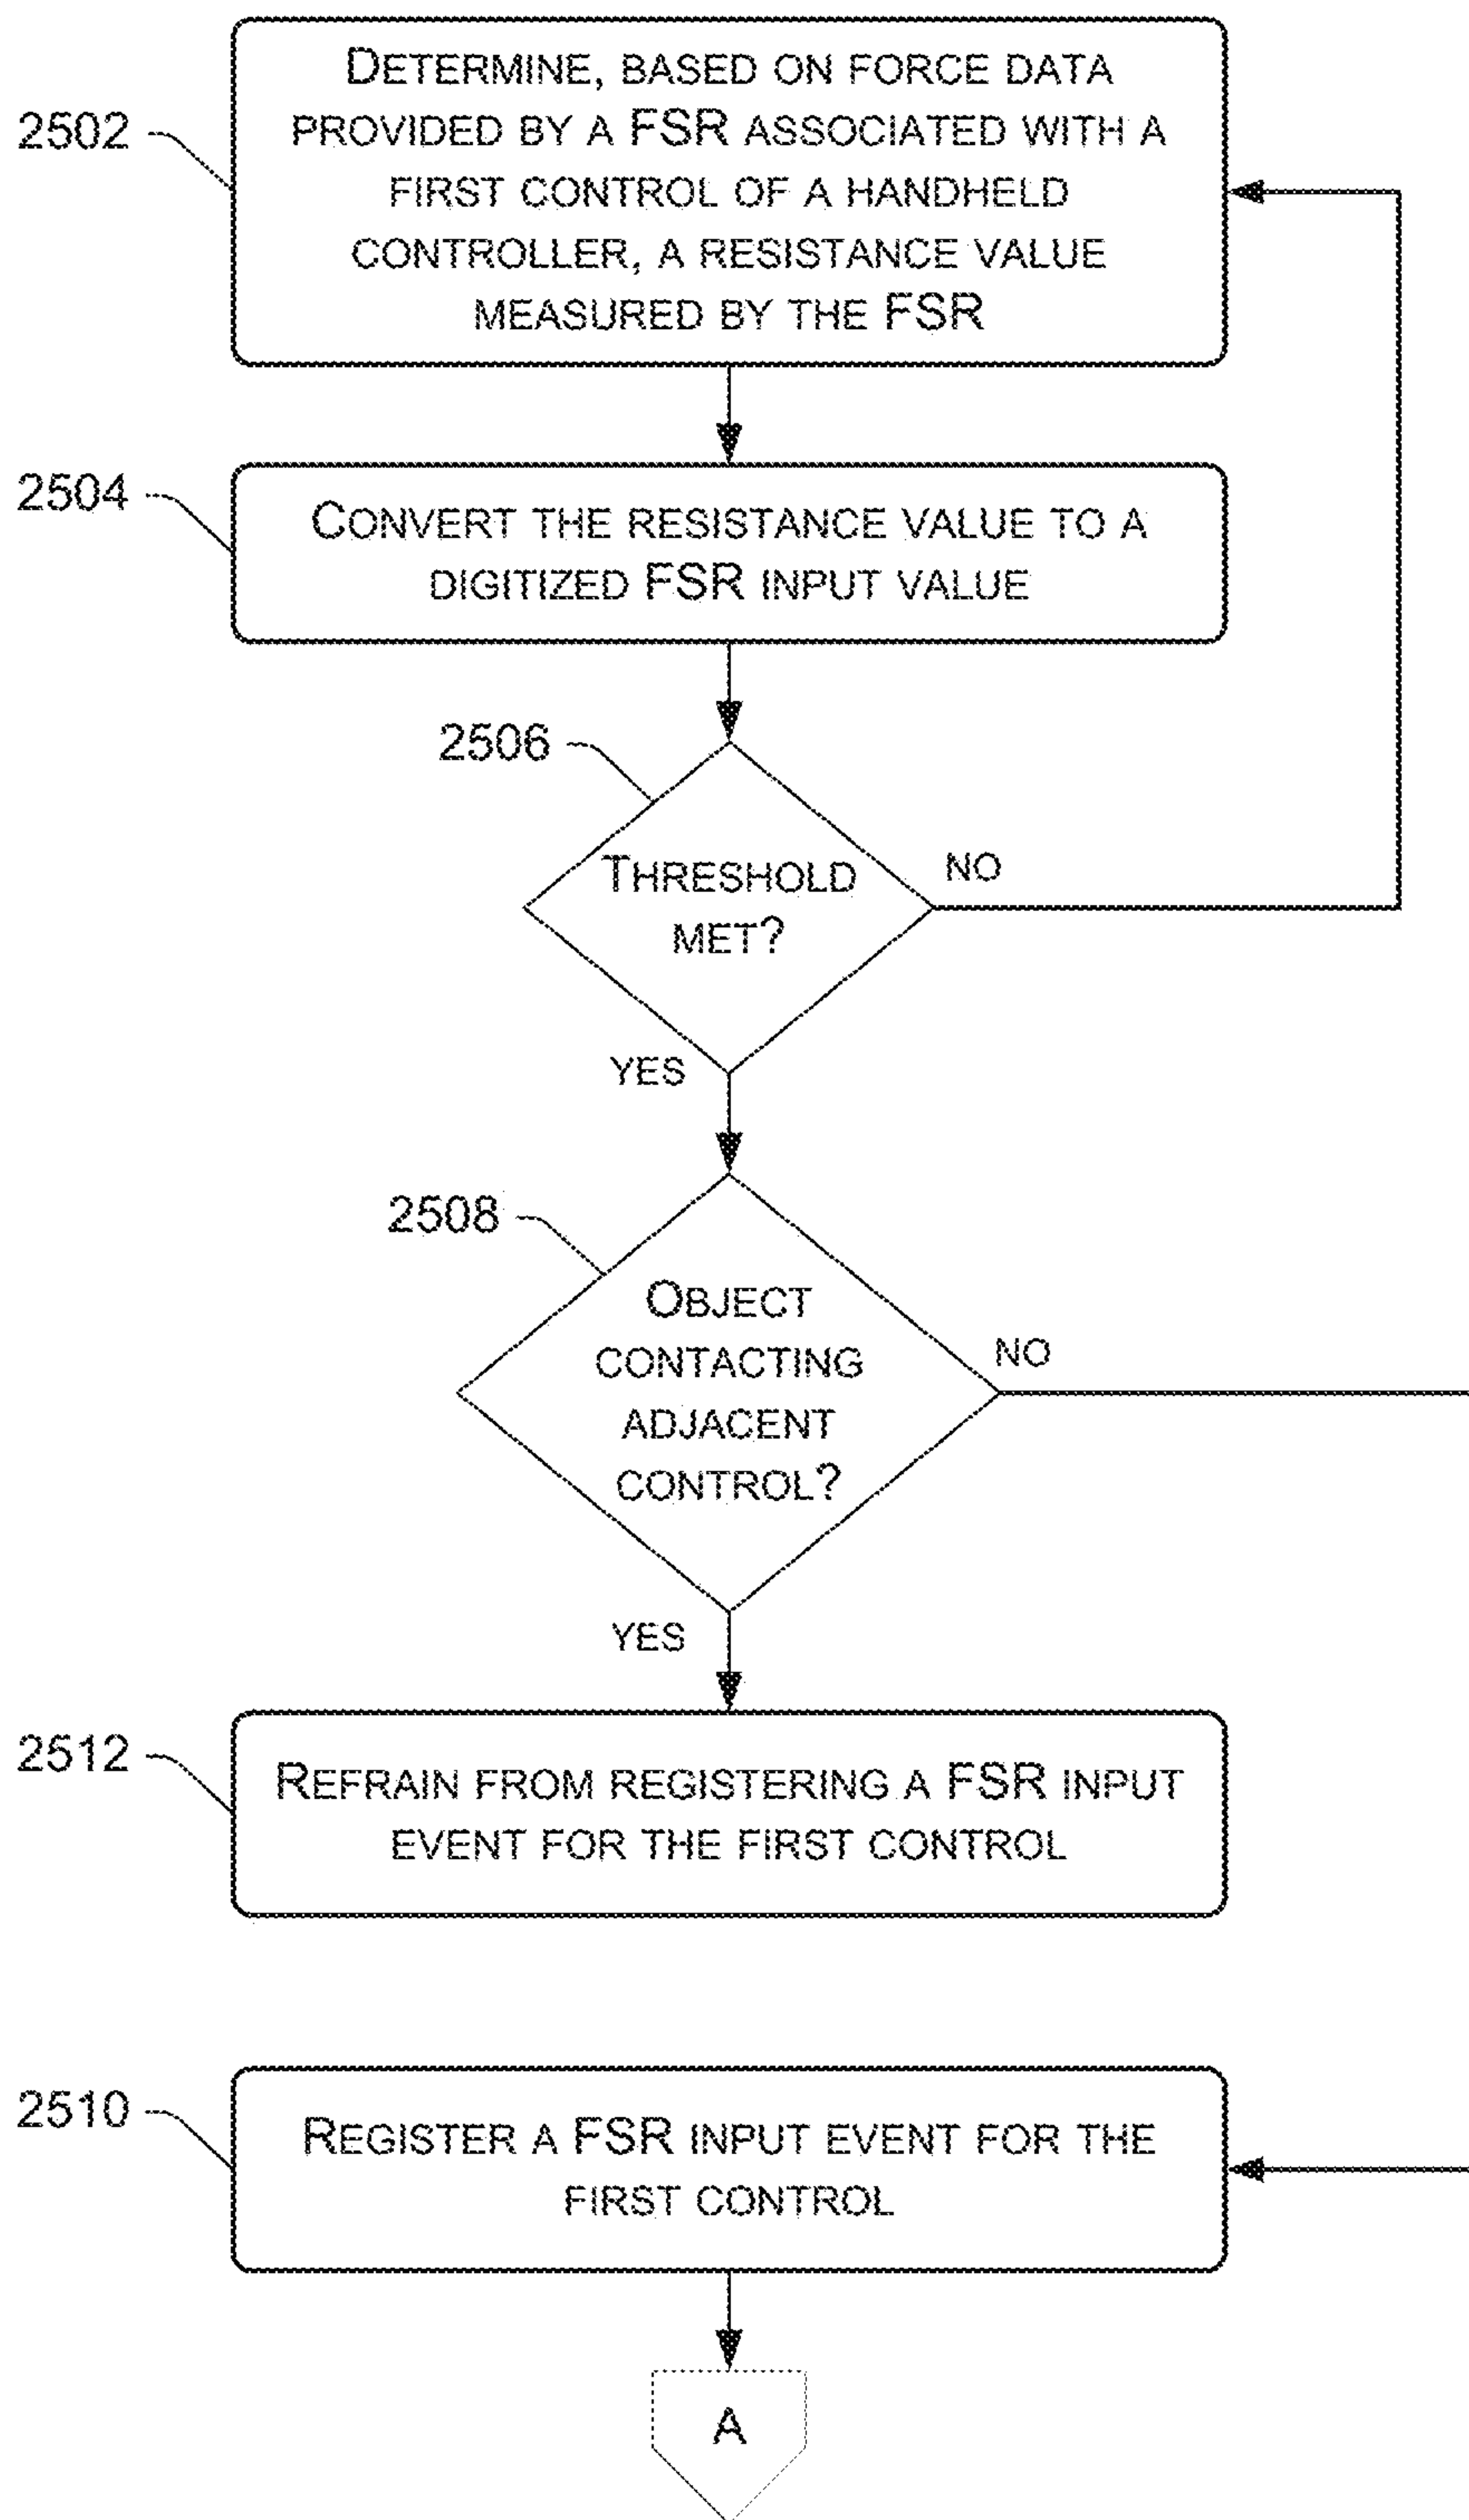 2502
DETERMINE, BASED ON FORCE DATA
PROVIDED BY A FSR ASSOCIATED WITH A
FIRST CONTROL OF A HANDHELD
CONTROLLER, A RESISTANCE VALUE
MEASURED BY THE FSR
2504
CONVERT THE RESISTANCE VALUE TO A
DIGITIZED FSR INPUT VALUE
2506
THRESHOLD
MET?
NO
YES
2508
OBJECT
CONTACTING
ADJACENT
CONTROL?
NO
YES
2512
REFRAIN FROM REGISTERING A FSR INPUT
EVENT FOR THE FIRST CONTROL
2510
REGISTER A FSR INPUT EVENT FOR THE
FIRST CONTROL
A